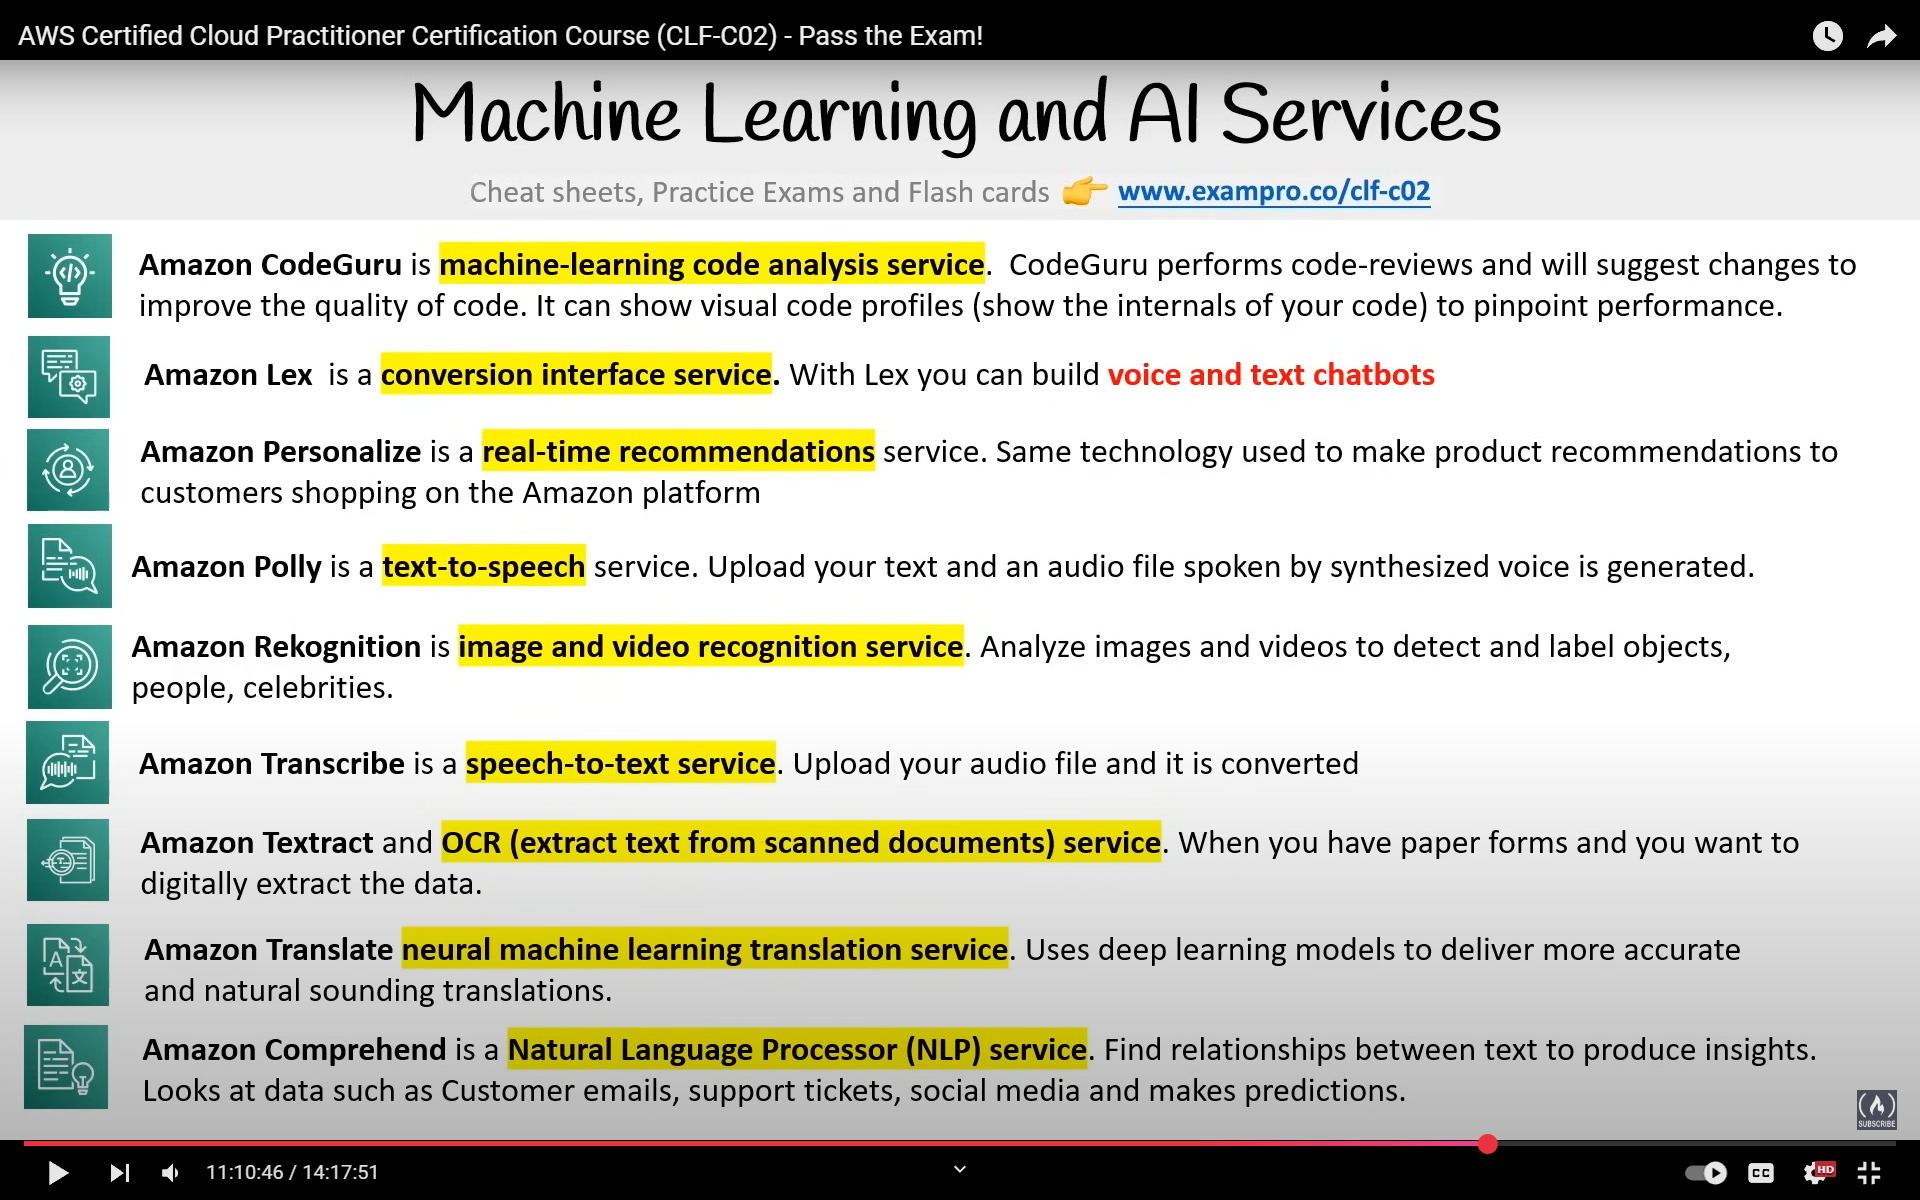 AWS Certified Cloud Practitioner Certification Course (CLF-C02) - Pass the Exam!
Machine Learning and AI Services
Cheat sheets, Practice Exams and Flash cards 👉 www.exampro.co/clf-c02
Amazon CodeGuru is machine-learning code analysis service. CodeGuru performs code-reviews and will suggest changes to
improve the quality of code. It can show visual code profiles (show the internals of your code) to pinpoint performance.
Amazon Lex is a conversion interface service. With Lex you can build voice and text chatbots
Amazon Personalize is a real-time recommendations service. Same technology used to make product recommendations to
customers shopping on the Amazon platform
Amazon Polly is a text-to-speech service. Upload your text and an audio file spoken by synthesized voice is generated.
Amazon Rekognition is image and video recognition service. Analyze images and videos to detect and label objects,
people, celebrities.
Amazon Transcribe is a speech-to-text service. Upload your audio file and it is converted
Amazon Textract and OCR (extract text from scanned documents) service. When you have paper forms and you want to
digitally extract the data.
Amazon Translate neural machine learning translation service. Uses deep learning models to deliver more accurate
and natural sounding translations.
Amazon Comprehend is a Natural Language Processor (NLP) service. Find relationships between text to produce insights.
Looks at data such as Customer emails, support tickets, social media and makes predictions.
SUBSCRIBE
11:10:46 / 14:17:51
CC
HD